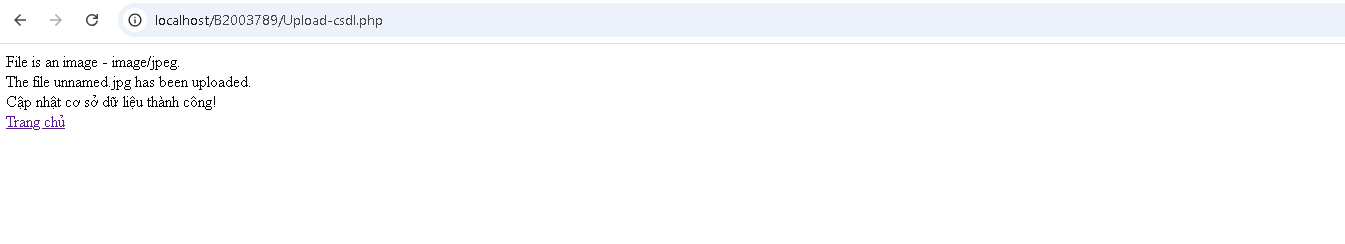 localhost/B2003789/Upload-csdl.php
File is an image - image/jpeg.
The file unnamed.jpg has been uploaded.
Cập nhật cơ sở dữ liệu thành công!
Trang chủ